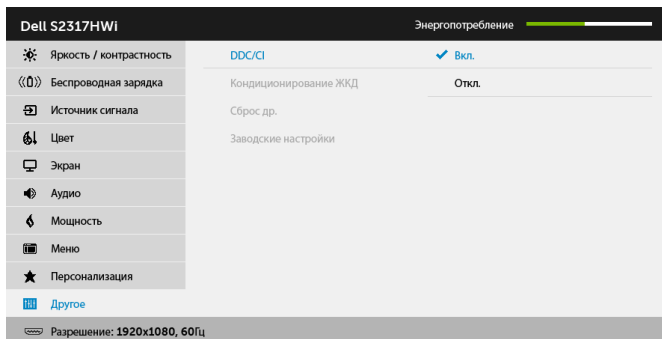 Dell S2317HWi
Энергопотребление
Яркость / контрастность
DDC/CI
Вкл.
Беспроводная зарядка
Кондиционирование ЖКД
Откл.
Источник сигнала
Сброс др.
Цвет
Заводские настройки
Экран
Аудио
Мощность
Меню
Персонализация
Другое
Разрешение: 1920x1080, 60Гц